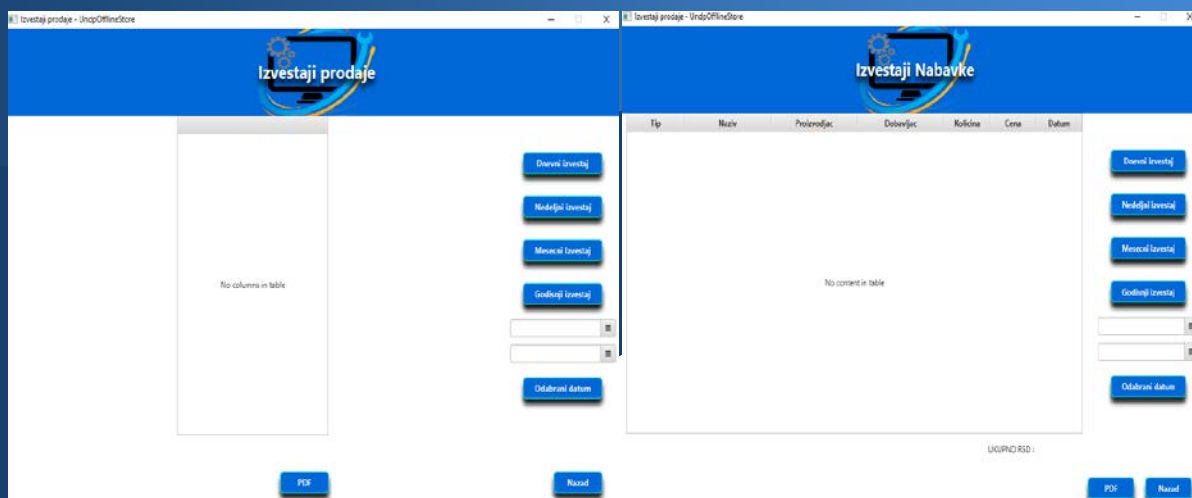 Izvestaji prodaje - UncipOfflineStore
Izvestaji prodaje
No columns in table
Dnevni izvestaj
Nedeljni izvestaj
Mesecni Izvestaj
Godisnji izvestaj
Odabrani datum
PDF
Nazad
Izvestaji prodaje - UncipOfflineStore
Izvestaji Nabavke
Tip Naziv Proizvodjac Dobavljac Kolicina Cena Datum
No content in table
Dnevni Izvestaj
Nedeljni Izvestaj
Mesecni Izvestaj
Godisnji izvestaj
Odabrani datum
UKUPNO RSD :
PDF Nazad